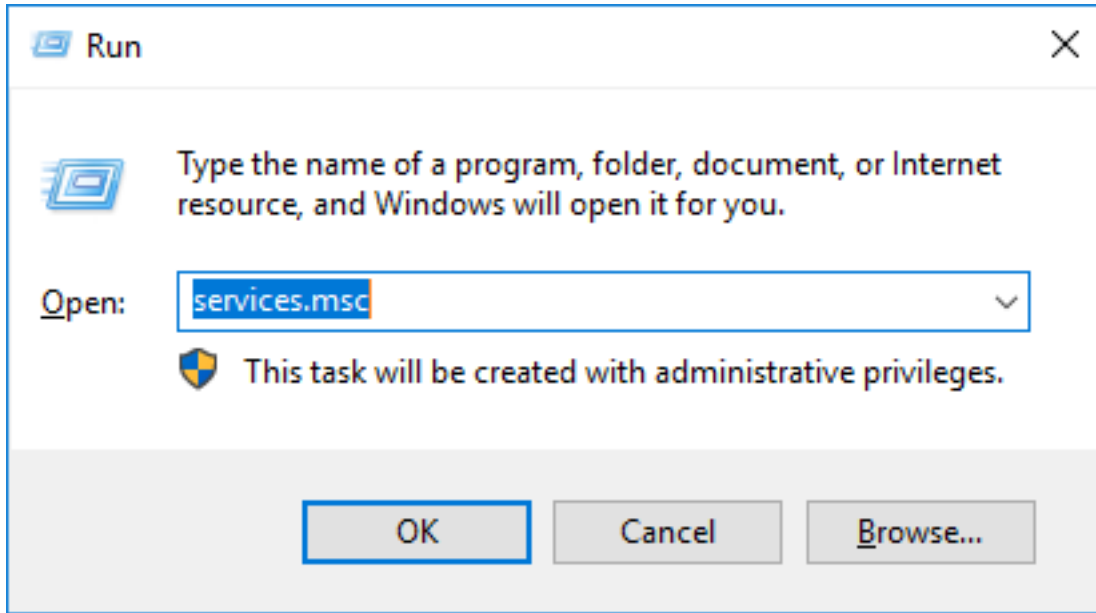 Run
Type the name of a program, folder, document, or Internet
resource, and Windows will open it for you.
Open: services.msc
This task will be created with administrative privileges.
OK Cancel Browse...